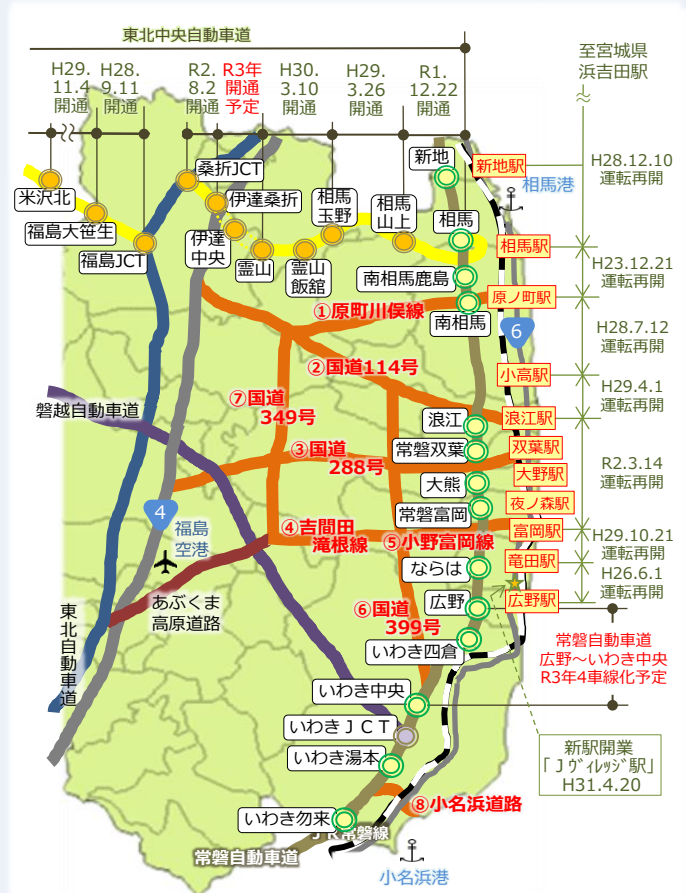 東北中央自動車道
至宮城県
浜吉田駅
H29.
11.4
開通
H28.
9.11
開通
R2.
8.2
開通
R3年
開通
予定
H30.
3.10
開通
H29.
3.26
開通
R1.
12.22
開通
新地
新地駅
H28.12.10
運転再開
相馬港
桑折JCT
米沢北
伊達桑折
福島大笹生
福島JCT
伊達
中央
霊山
霊山
飯舘
相馬
玉野
相馬
山上
相馬
相馬駅
H23.12.21
運転再開
南相馬鹿島
原ノ町駅
①原町川俣線
南相馬
6
H28.7.12
運転再開
②国道114号
小高駅
⑦国道
349号
H29.4.1
運転再開
磐越自動車道
浪江
浪江駅
③国道
288号
常磐双葉
双葉駅
大野駅
R2.3.14
運転再開
大熊
夜ノ森駅
4
福島
空港
常磐富岡
④吉間田
滝根線
⑤小野富岡線
富岡駅
H29.10.21
運転再開
ならは
竜田駅
H26.6.1
運転再開
あぶくま
高原道路
⑥国道
399号
広野
広野駅
東北自動車道
いわき四倉
常磐自動車道
広野～いわき中央
R3年4車線化予定
いわき中央
いわきＪＣＴ
新駅開業
「Ｊヴィレッジ駅」
H31.4.20
いわき湯本
⑧小名浜道路
いわき勿来
ＪＲ常磐線
常磐自動車道
小名浜港